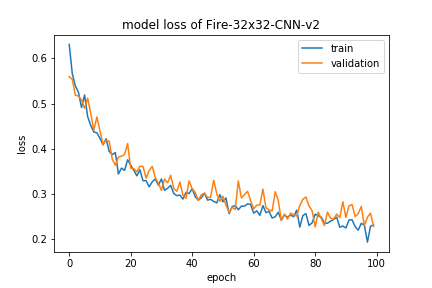 model loss of Fire-32x32-CNN-v2
train
validation
loss
0.6
0.5
0.4
0.3
0.2
0 20 40 60 80 100
epoch